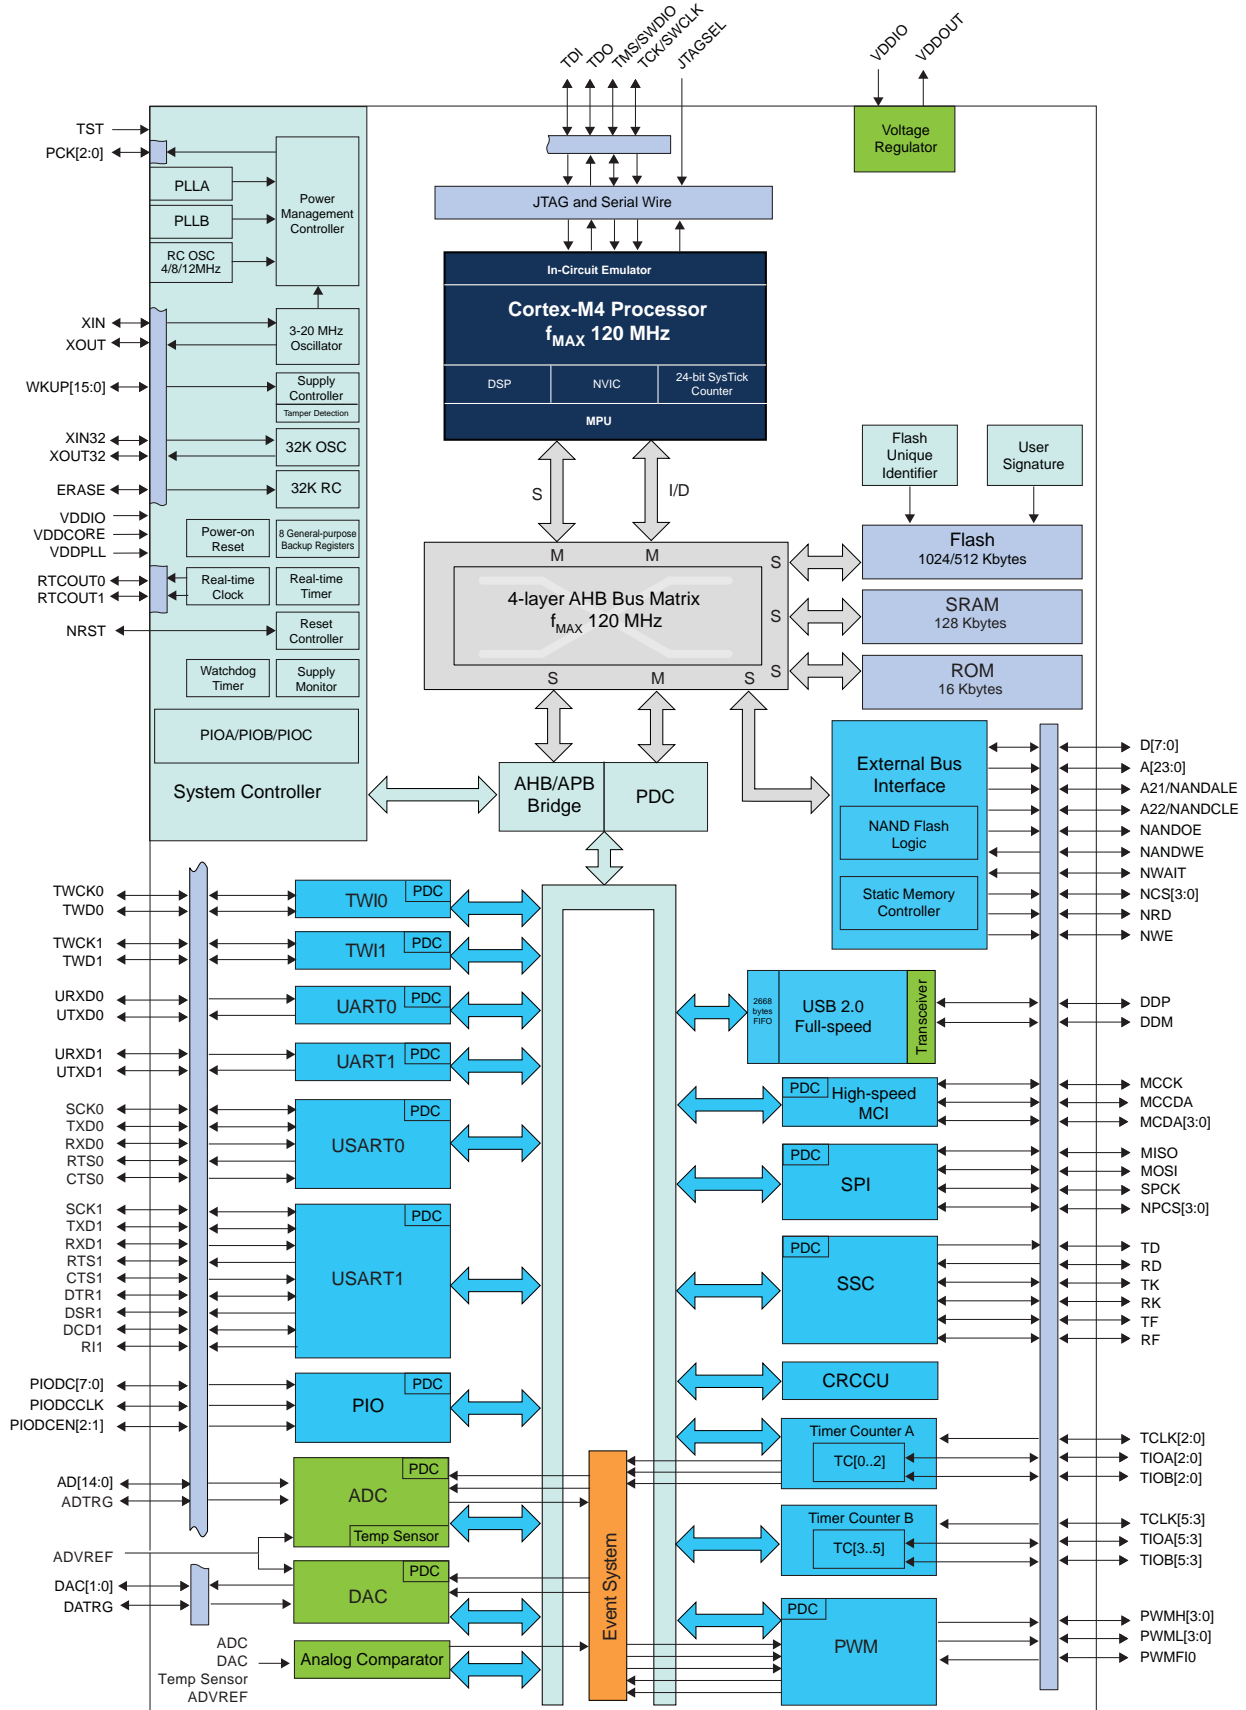 TDI
TDO
TMS/SWDIO
TCK/SWCLK
JTAGSEL
VDDIO
VDDOUT
TST
PCK[2:0]
PLLA
PLLB
RC OSC
4/8/12MHz
Power
Management
Controller
Voltage
Regulator
JTAG and Serial Wire
In-Circuit Emulator
Cortex-M4 Processor
fMAX 120 MHz
DSP
NVIC
24-bit SysTick
Counter
MPU
XIN
XOUT
3-20 MHz
Oscillator
WKUP[15:0]
Supply
Controller
Tamper Detection
XIN32
XOUT32
32K OSC
ERASE
32K RC
VDDIO
VDDCORE
VDDPLL
Power-on
Reset
8 General-purpose
Backup Registers
RTCOUT0
RTCOUT1
Real-time
Clock
Real-time
Timer
NRST
Reset
Controller
Watchdog
Timer
Supply
Monitor
PIOA/PIOB/PIOC
System Controller
S
I/D
M
M
S
S
S
4-layer AHB Bus Matrix
fMAX 120 MHz
S
M
S
Flash
Unique
Identifier
User
Signature
Flash
1024/512 Kbytes
SRAM
128 Kbytes
ROM
16 Kbytes
AHB/APB
Bridge
PDC
External Bus
Interface
NAND Flash
Logic
Static Memory
Controller
D[7:0]
A[23:0]
A21/NANDALE
A22/NANDCLE
NANDOE
NANDWE
NWAIT
NCS[3:0]
NRD
NWE
TWCK0
TWD0
TWI0
PDC
TWCK1
TWD1
TWI1
PDC
URXD0
UTXD0
UART0
PDC
URXD1
UTXD1
UART1
PDC
SCK0
TXD0
RXD0
RTS0
CTS0
USART0
PDC
SCK1
TXD1
RXD1
RTS1
CTS1
DTR1
DSR1
DCD1
RI1
USART1
PDC
PIODC[7:0]
PIODCCLK
PIODCEN[2:1]
PIO
PDC
AD[14:0]
ADTRG
ADC
PDC
Temp Sensor
ADVREF
DAC[1:0]
DATRG
DAC
PDC
ADC
DAC
Temp Sensor
ADVREF
Analog Comparator
Event System
2668
bytes
FIFO
USB 2.0
Full-speed
Transceiver
DDP
DDM
PDC
High-speed
MCI
MCCK
MCCDA
MCDA[3:0]
PDC
SPI
MISO
MOSI
SPCK
NPCS[3:0]
PDC
SSC
TD
RD
TK
RK
TF
RF
CRCCU
Timer Counter A
TC[0..2]
TCLK[2:0]
TIOA[2:0]
TIOB[2:0]
Timer Counter B
TC[3..5]
TCLK[5:3]
TIOA[5:3]
TIOB[5:3]
PDC
PWM
PWMH[3:0]
PWML[3:0]
PWMFI0